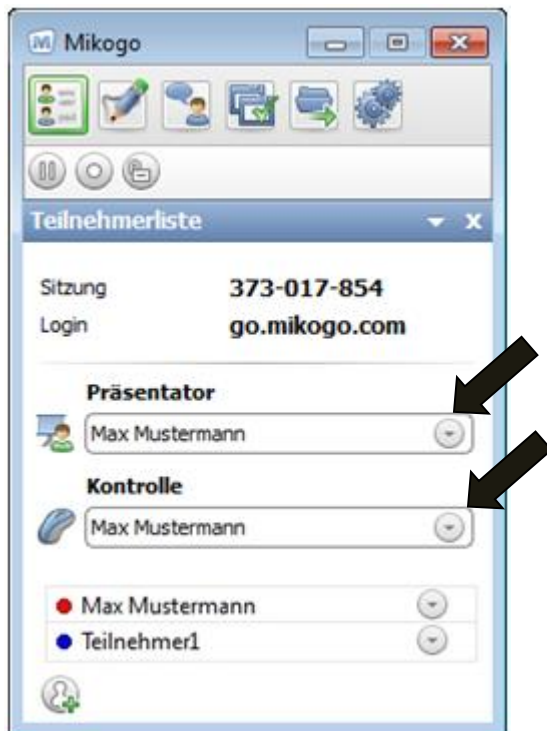 Mikogo
Teilnehmerliste
Sitzung 373-017-854
Login go.mikogo.com
Präsentator
Max Mustermann
Kontrolle
Max Mustermann
Max Mustermann
Teilnehmer1